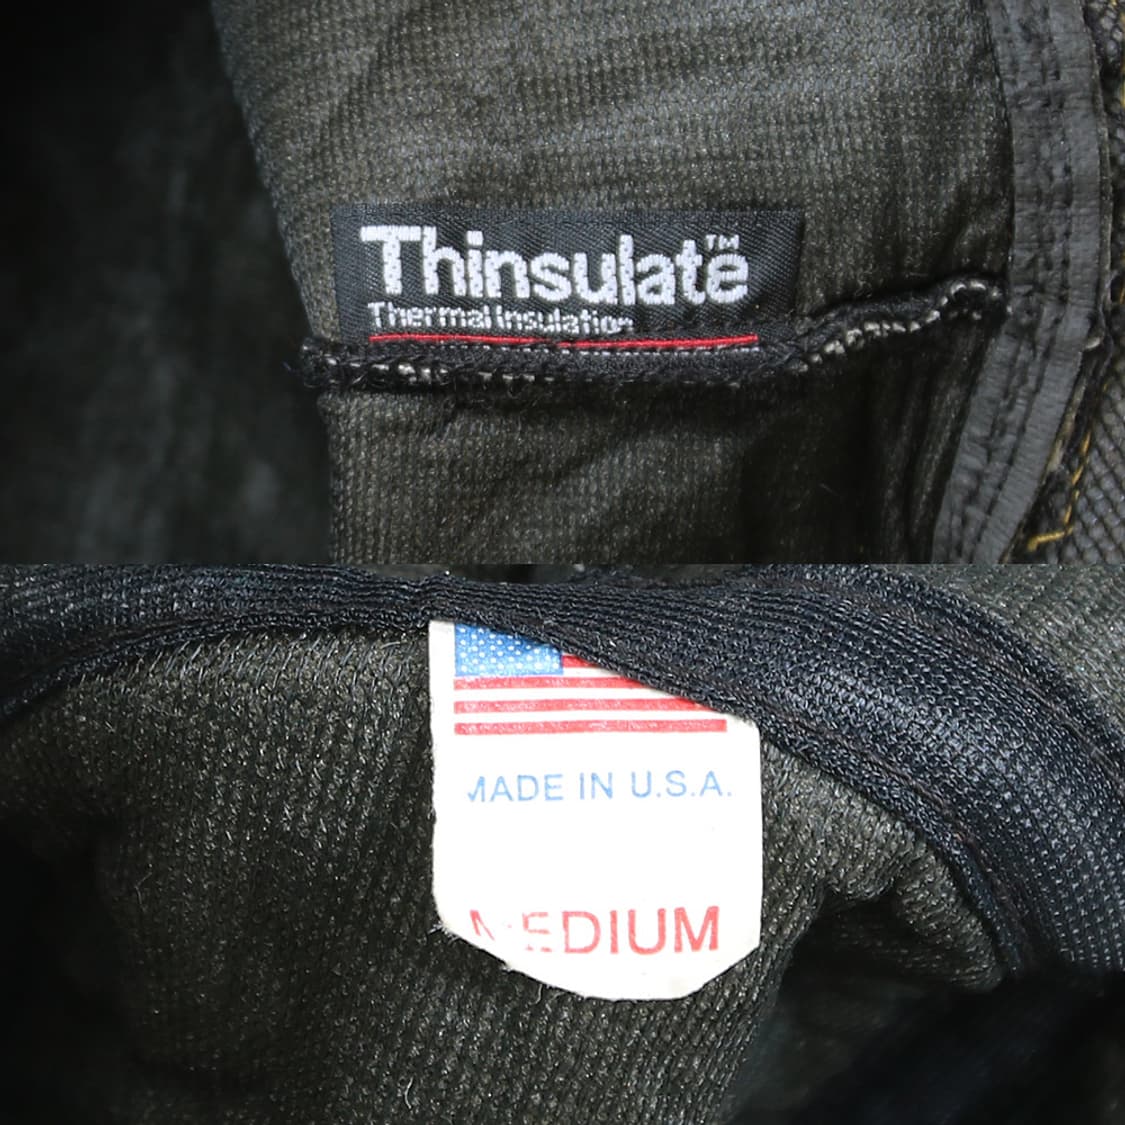 Thinsulate™
Thermal Insulation
MADE IN U.S.A.
MEDIUM